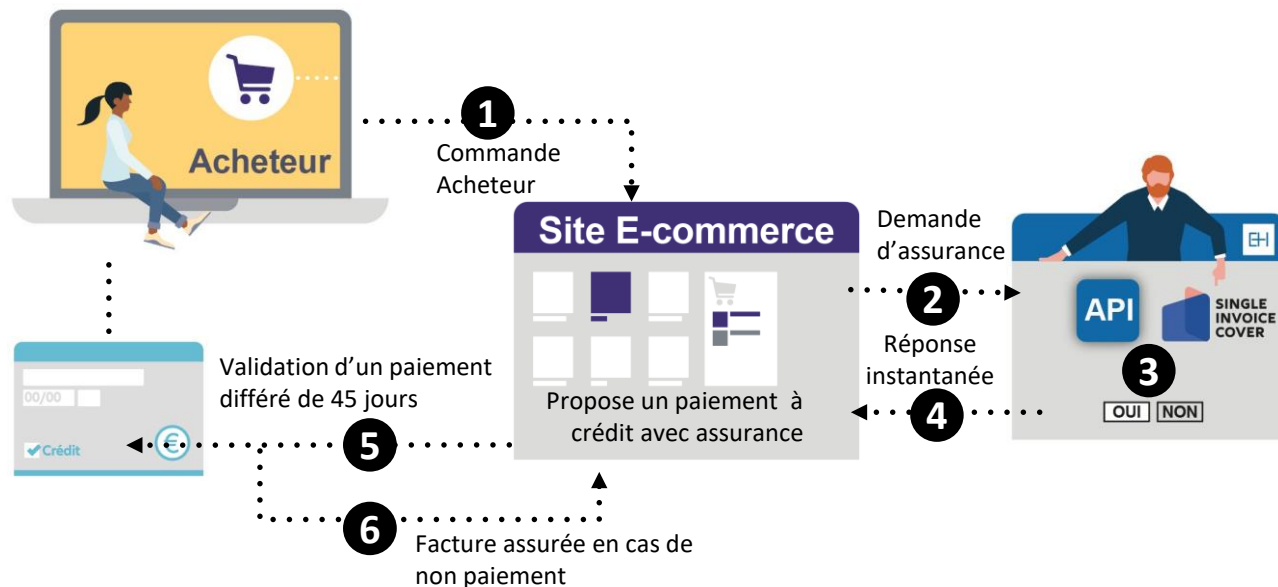 Acheteur
1
Commande
Acheteur
Site E-commerce
Propose un paiement à
crédit avec assurance
Demande
d'assurance
2
EH
API
SINGLE
INVOICE
COVER
3
OUI NON
Réponse
instantanée
4
Validation d'un paiement
différé de 45 jours
5
00/00
Crédit
€
6
Facture assurée en cas de
non paiement